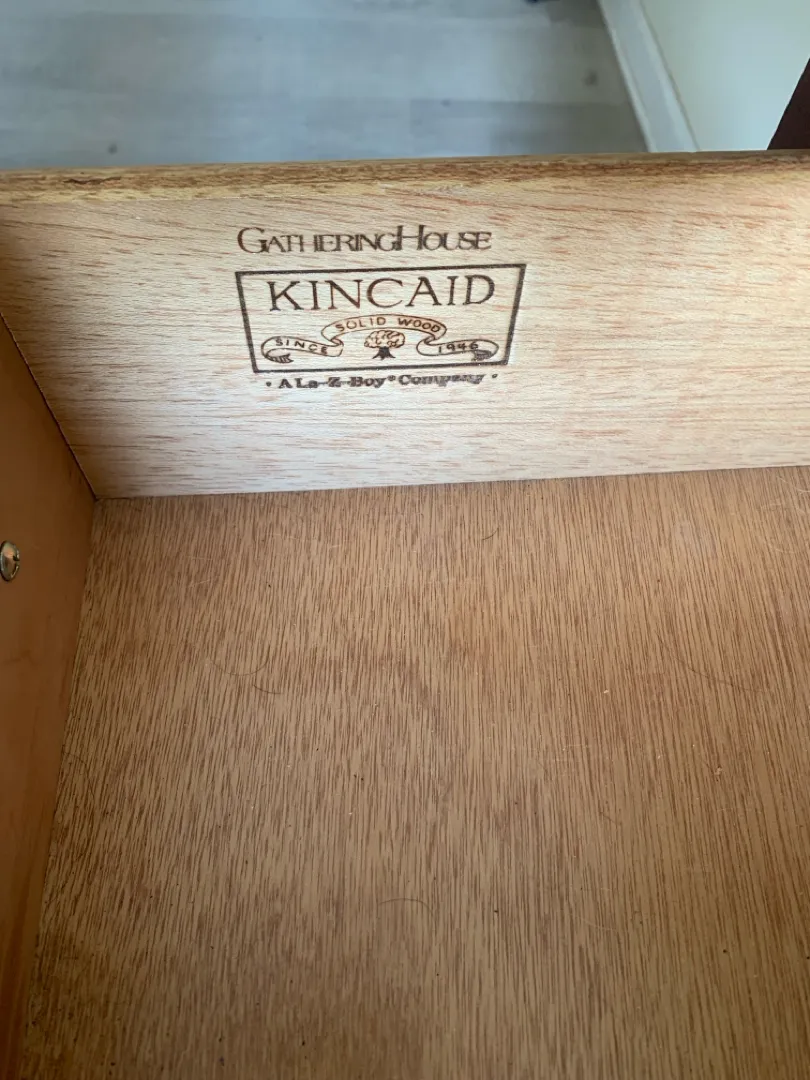 GATHERINGHOUSE
KINCAID
SOLID WOOD
SINCE 1946
• A La-Z-Boy® Company •